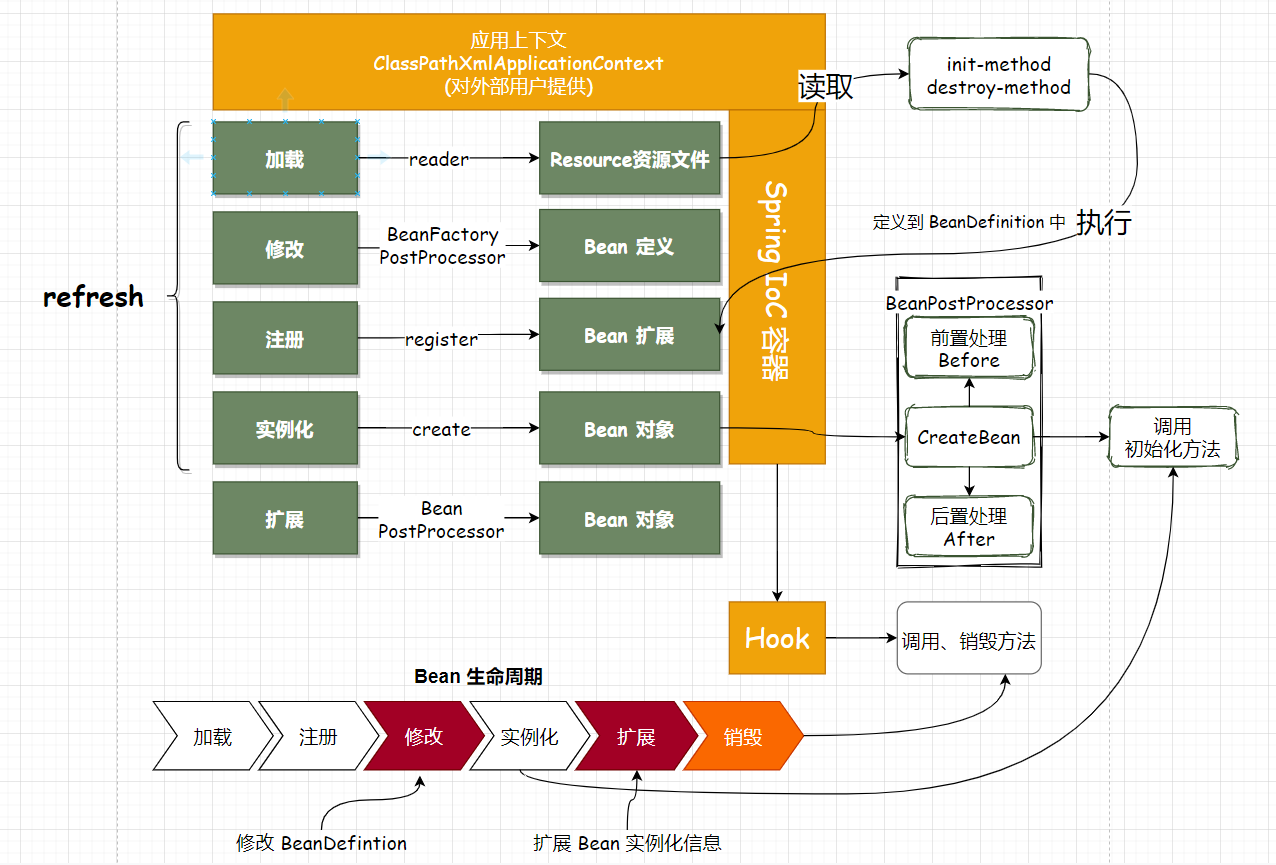 应用上下文
ClassPathXmlApplicationContext
(对外部用户提供)
读取
init-method
destroy-method
加载
reader
Resource资源文件
修改
BeanFactory
PostProcessor
Bean 定义
定义到 BeanDefinition 中
执行
refresh
注册
register
Bean 扩展
Spring IoC 容器
BeanPostProcessor
前置处理
Before
实例化
create
Bean 对象
CreateBean
调用
初始化方法
扩展
Bean
PostProcessor
Bean 对象
后置处理
After
Hook
调用、销毁方法
Bean 生命周期
加载
注册
修改
实例化
扩展
销毁
修改 BeanDefintion
扩展 Bean 实例化信息